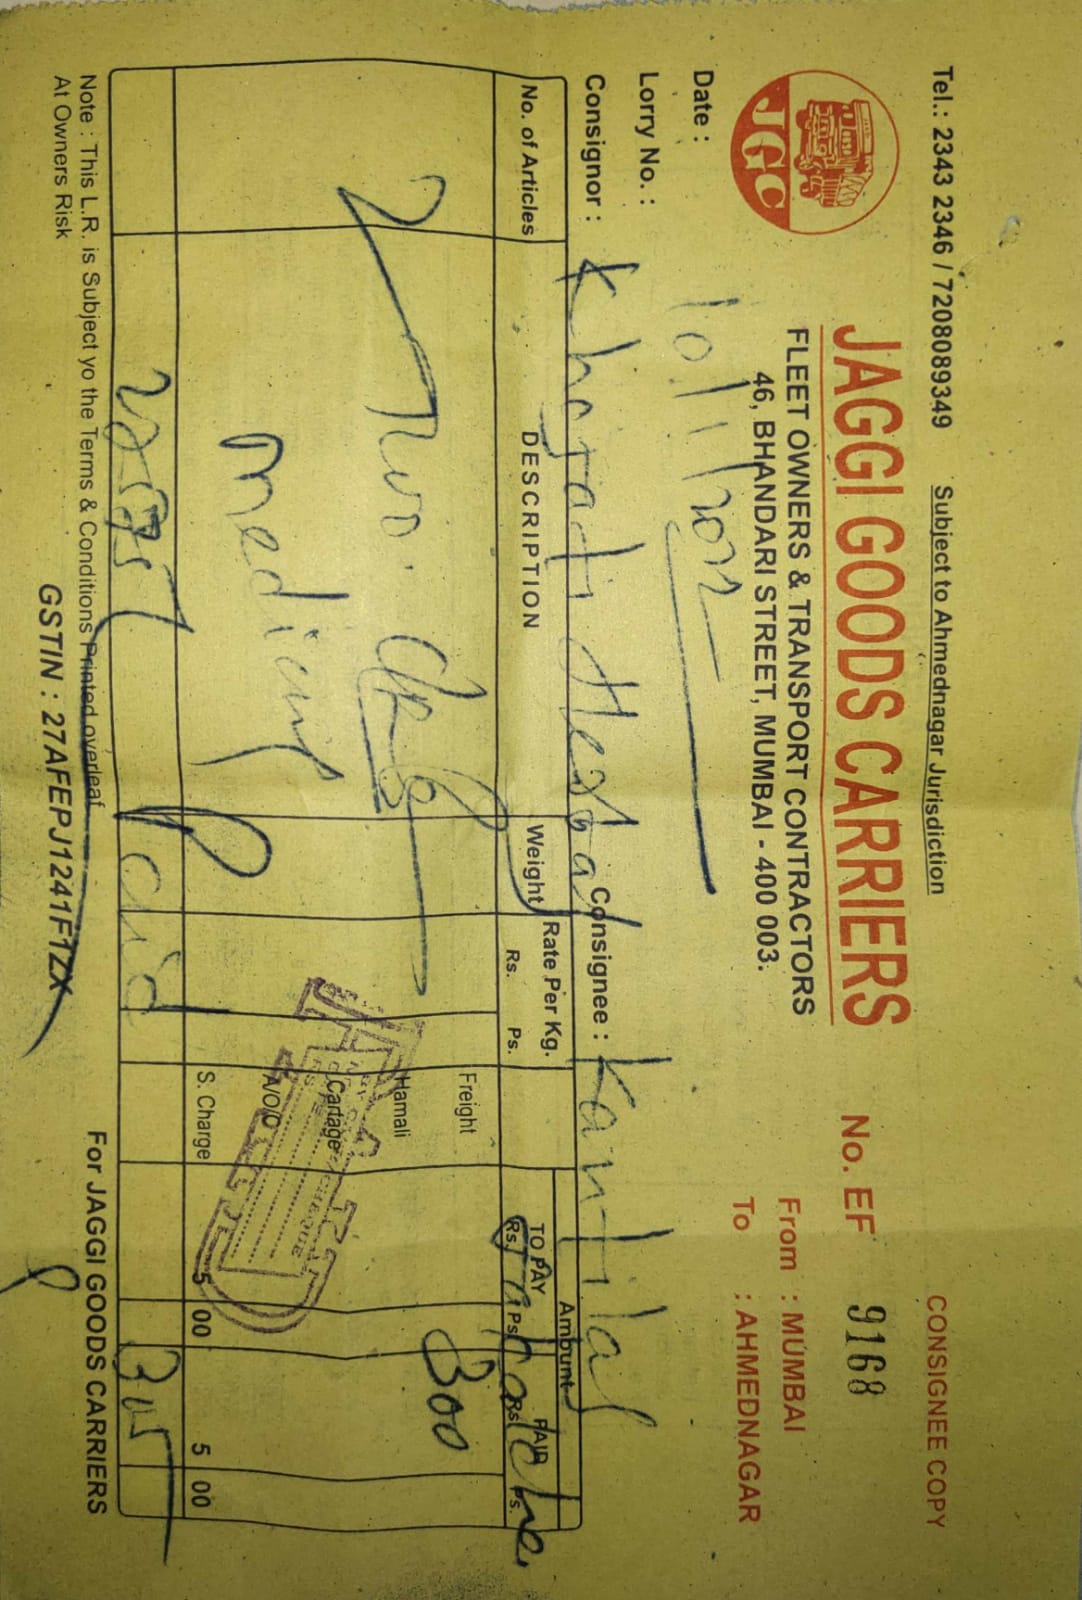 Tel.: 2343 2346 / 7208089349 Subject to Ahmednagar Jurisdiction CONSIGNEE COPY
JAGGI GOODS CARRIERS No. EF 9168
JGC
FLEET OWNERS & TRANSPORT CONTRACTORS From : MUMBAI
46, BHANDARI STREET, MUMBAI - 400 003. To : AHMEDNAGAR
Date : 10/1/2022
Lorry No. :
Consignor : Consignee : Kantilal
No. of Articles DESCRIPTION Weight Rate Per Kg. Amount
Rs. Ps. TO PAY PAID
Rs. Ps. Rs. Ps.
2 Two Freight 300
Hamali
Cartage
A/O/C
S. Charge 5 00 5 00
305
Note : This L.R. is Subject yo the Terms & Conditions Printed overleaf
At Owners Risk
For JAGGI GOODS CARRIERS
GSTIN : 27AFEPJ1241F1ZX